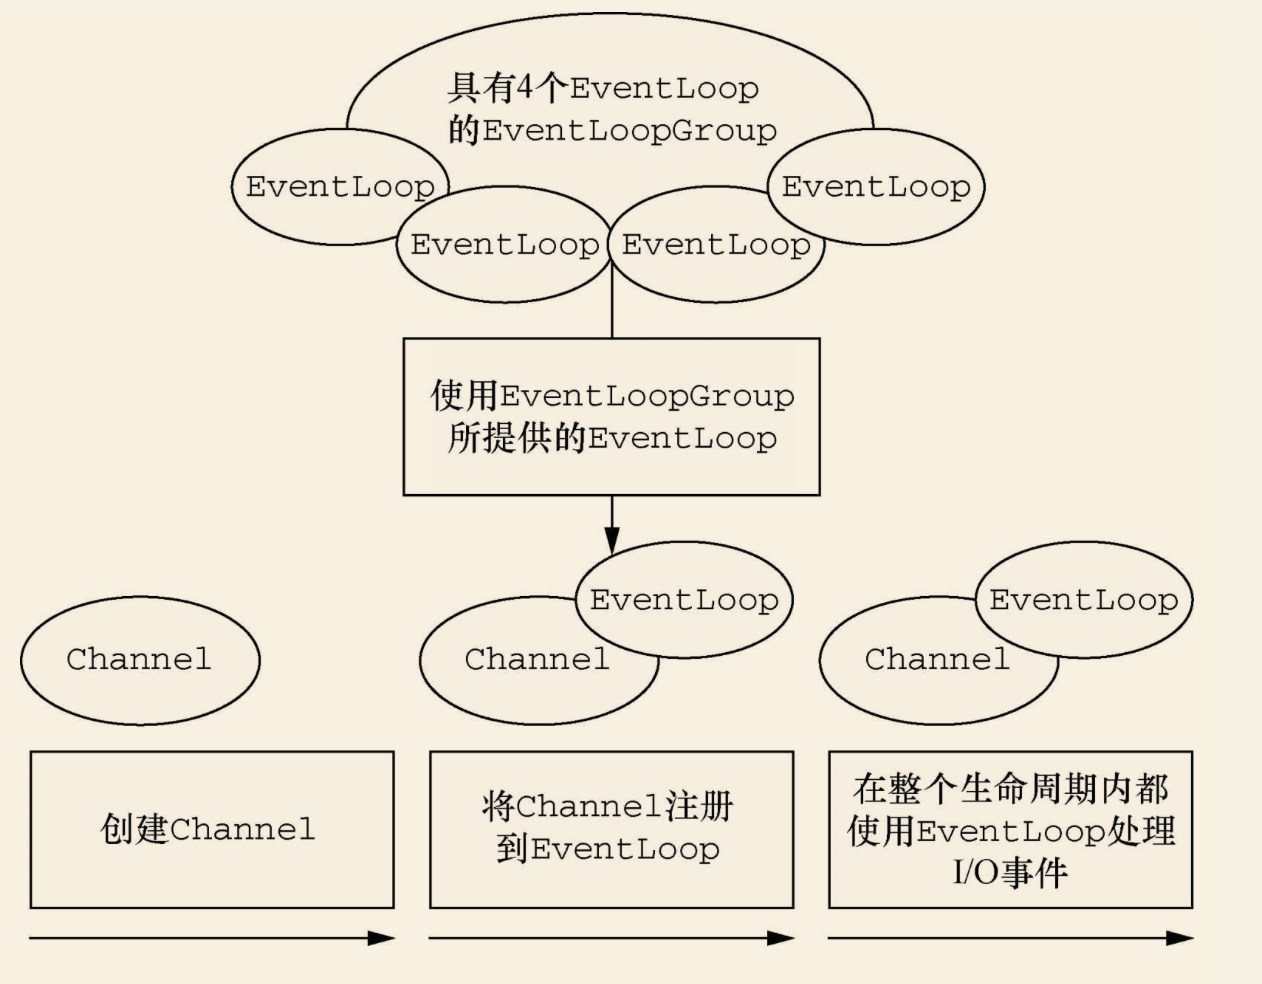 具有4个EventLoop
的EventLoopGroup
EventLoop
EventLoop
EventLoop
EventLoop
使用EventLoopGroup
所提供的EventLoop
EventLoop
EventLoop
Channel
Channel
Channel
创建Channel
将Channel注册
到EventLoop
在整个生命周期内都
使用EventLoop处理
I/O事件